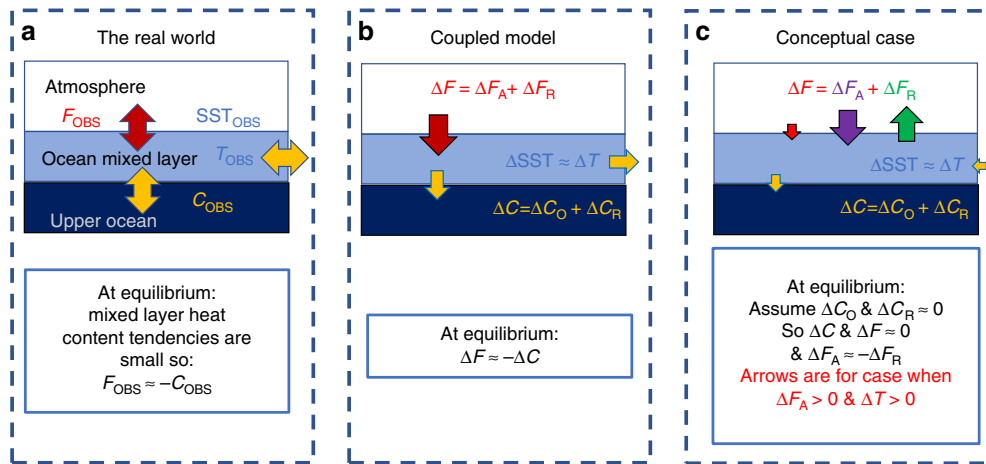 a
The real world
Atmosphere
F_OBS
SST_OBS
Ocean mixed layer
T_OBS
C_OBS
Upper ocean
At equilibrium:
mixed layer heat
content tendencies are
small so:
F_OBS ≈ −C_OBS
b
Coupled model
ΔF = ΔF_A + ΔF_R
ΔSST ≈ ΔT
ΔC=ΔC_O + ΔC_R
At equilibrium:
ΔF ≈ −ΔC
c
Conceptual case
ΔF = ΔF_A + ΔF_R
ΔSST ≈ ΔT
ΔC=ΔC_O + ΔC_R
At equilibrium:
Assume ΔC_O & ΔC_R ≈ 0
So ΔC & ΔF ≈ 0
& ΔF_A ≈ −ΔF_R
Arrows are for case when
ΔF_A > 0 & ΔT > 0